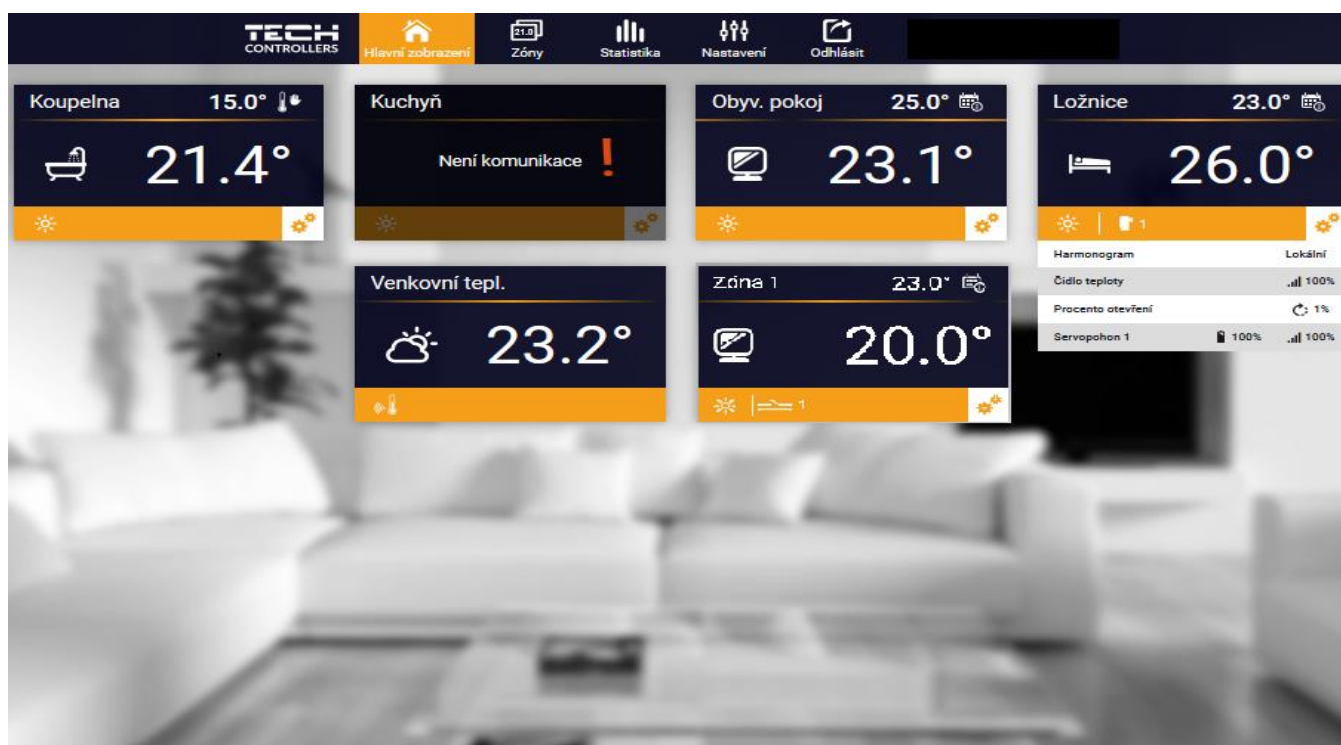 TECH
CONTROLLERS
Hlavní zobrazení
21.0
Zóny
Statistika
Nastavení
Odhlásit
Koupelna 15.0°
21.4°
Kuchyň
Není komunikace !
Obyv. pokoj 25.0°
23.1°
Ložnice 23.0°
26.0°
1
Harmonogram Lokální
Čidlo teploty 100%
Procento otevření 1%
Servopohon 1 100% 100%
Venkovní tepl.
23.2°
Zóna 1 23.0°
20.0°
1